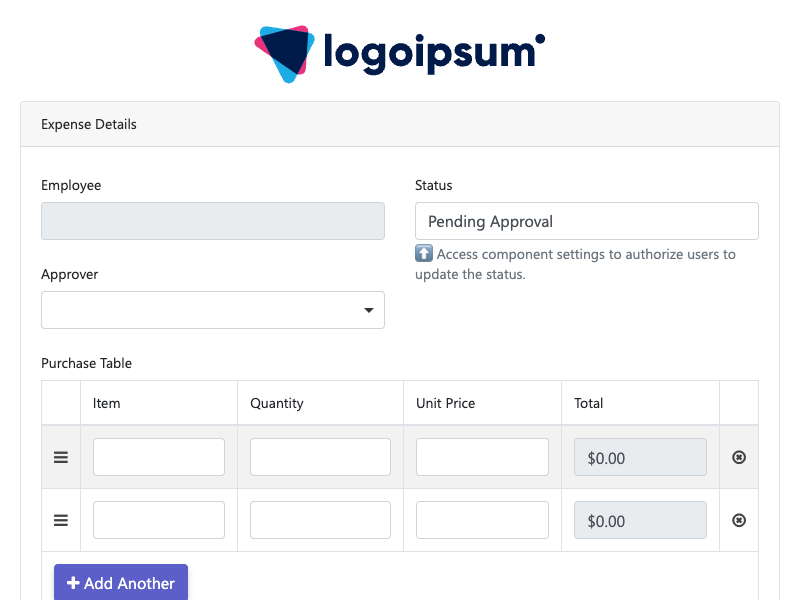 logoipsum
Expense Details
Employee
Status
Pending Approval
Access component settings to authorize users to
update the status.
Approver
Purchase Table
Item Quantity Unit Price Total
$0.00
$0.00
Add Another